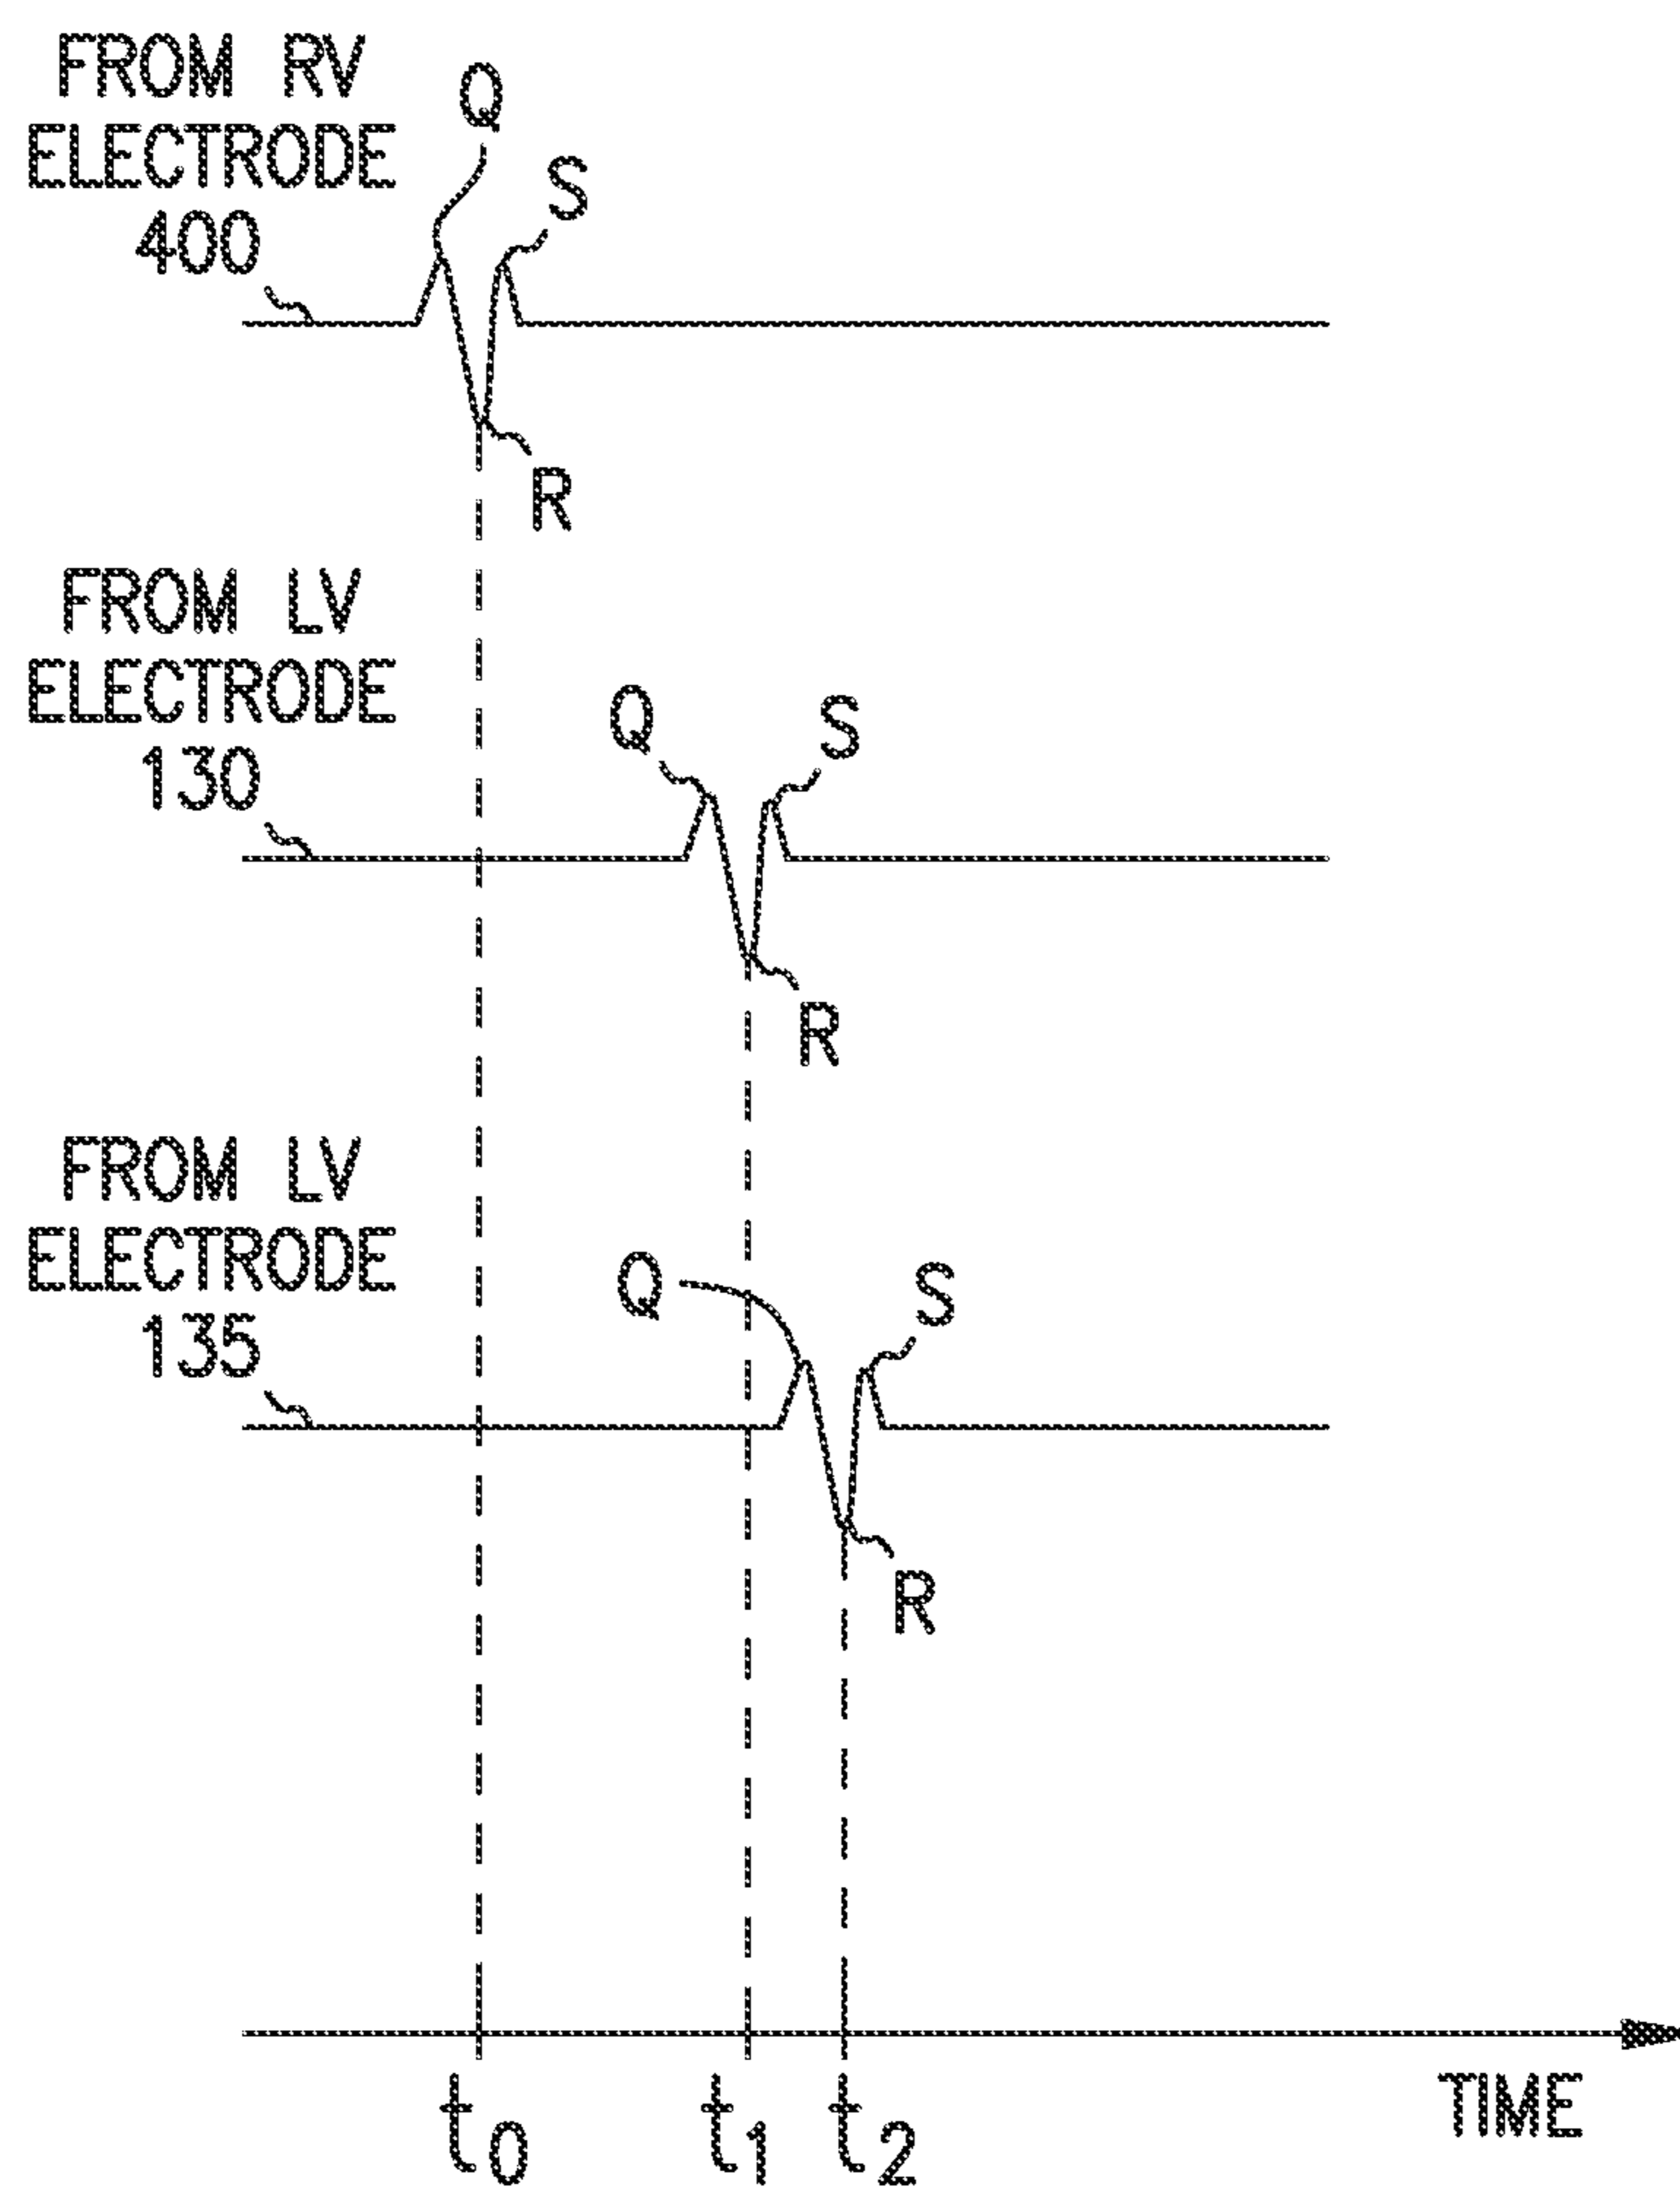 FROM RV
ELECTRODE
400
Q
S
R
FROM LV
ELECTRODE
130
Q
S
R
FROM LV
ELECTRODE
135
Q
S
R
t0
t1
t2
TIME